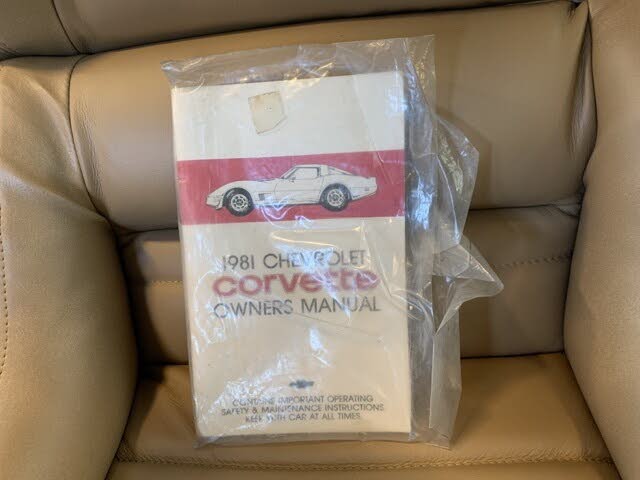 1981 CHEVROLET
corvette
OWNERS MANUAL
CONTAINS IMPORTANT OPERATING
SAFETY & MAINTENANCE INSTRUCTIONS
KEEP WITH CAR AT ALL TIMES.